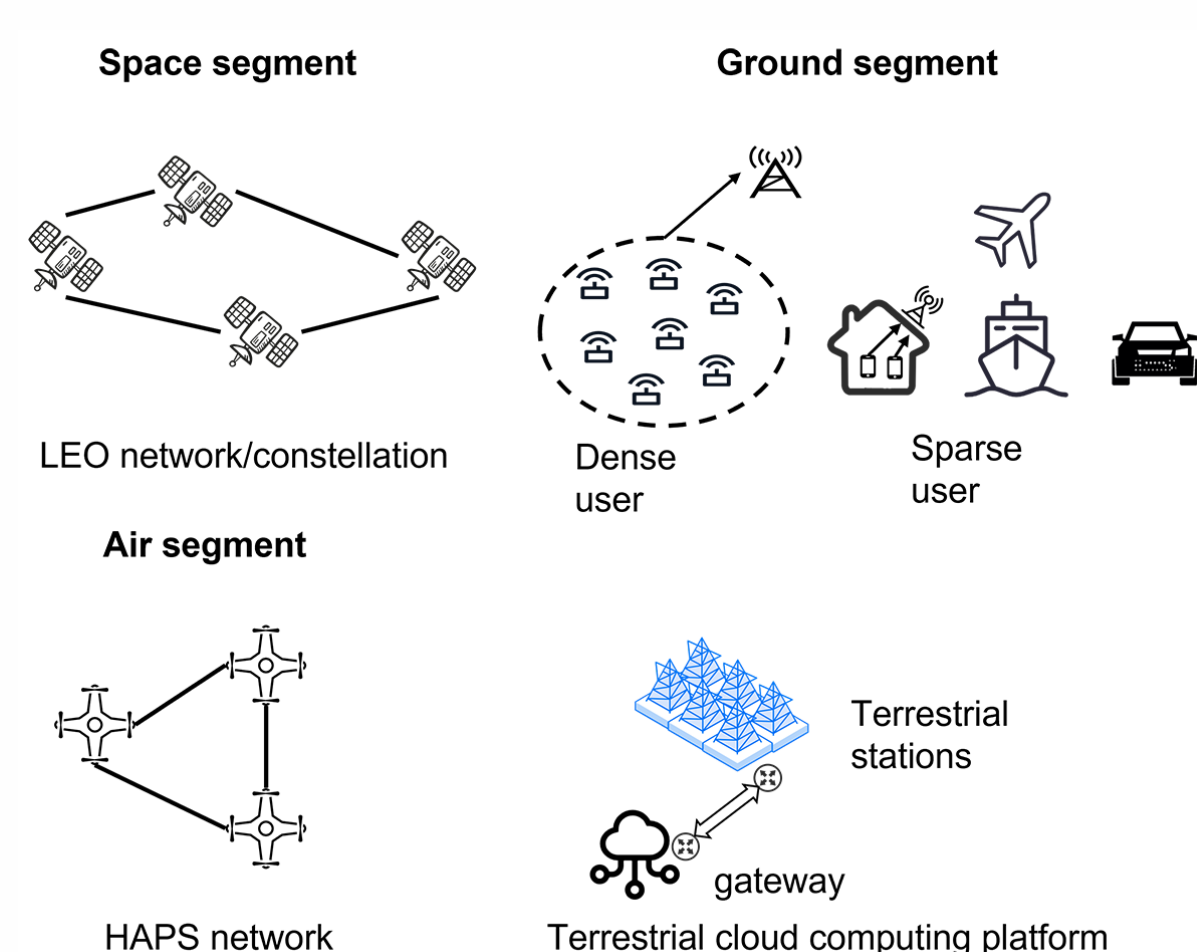 Space segment
Ground segment
LEO network/constellation
Dense
user
Sparse
user
Air segment
Terrestrial
stations
gateway
HAPS network
Terrestrial cloud computing platform